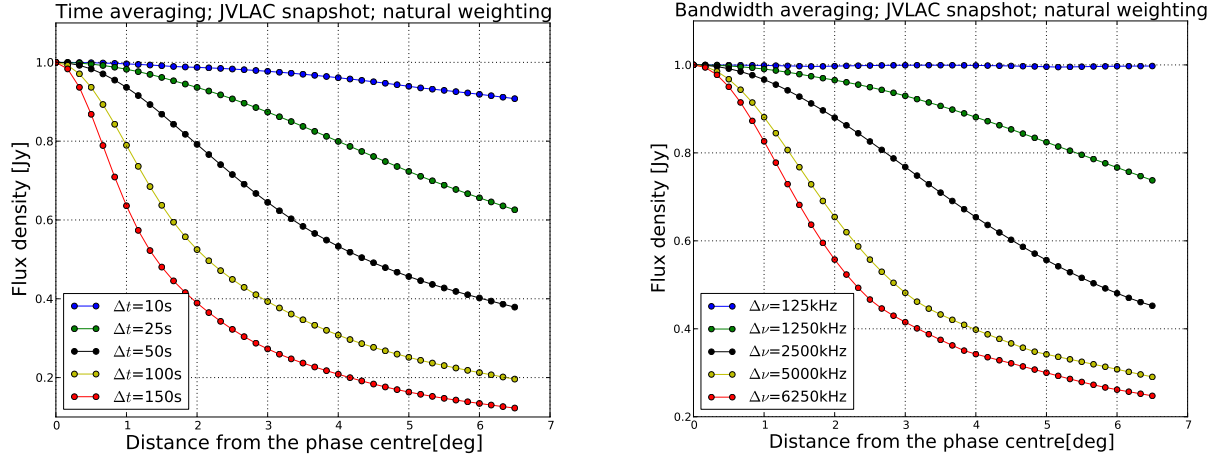 Time averaging; JVLAC snapshot; natural weighting
1.0
0.8
0.6
0.4
0.2
Flux density [Jy]
Δt=10s
Δt=25s
Δt=50s
Δt=100s
Δt=150s
0 1 2 3 4 5 6 7
Distance from the phase centre[deg]
Bandwidth averaging; JVLAC snapshot; natural weighting
1.0
0.8
0.6
0.4
0.2
Flux density [Jy]
Δν=125kHz
Δν=1250kHz
Δν=2500kHz
Δν=5000kHz
Δν=6250kHz
0 1 2 3 4 5 6 7
Distance from the phase centre[deg]